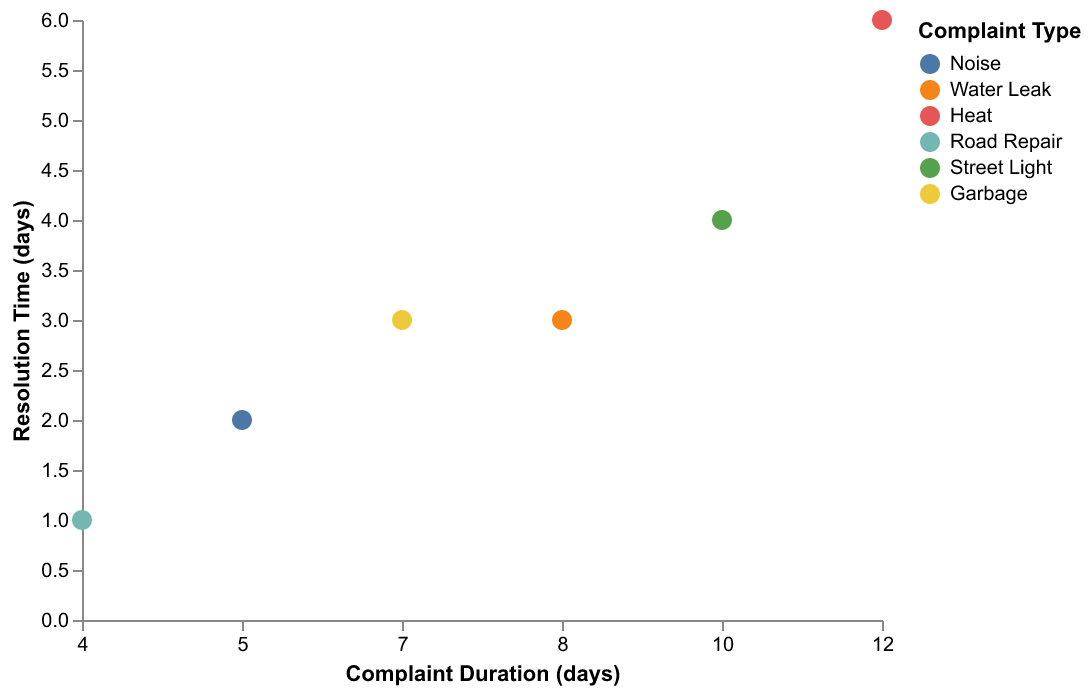 6.0
5.5
5.0
4.5
4.0
3.5
3.0
2.5
2.0
1.5
1.0
0.5
0.0
Resolution Time (days)
4 5 7 8 10 12
Complaint Duration (days)
Complaint Type
Noise
Water Leak
Heat
Road Repair
Street Light
Garbage